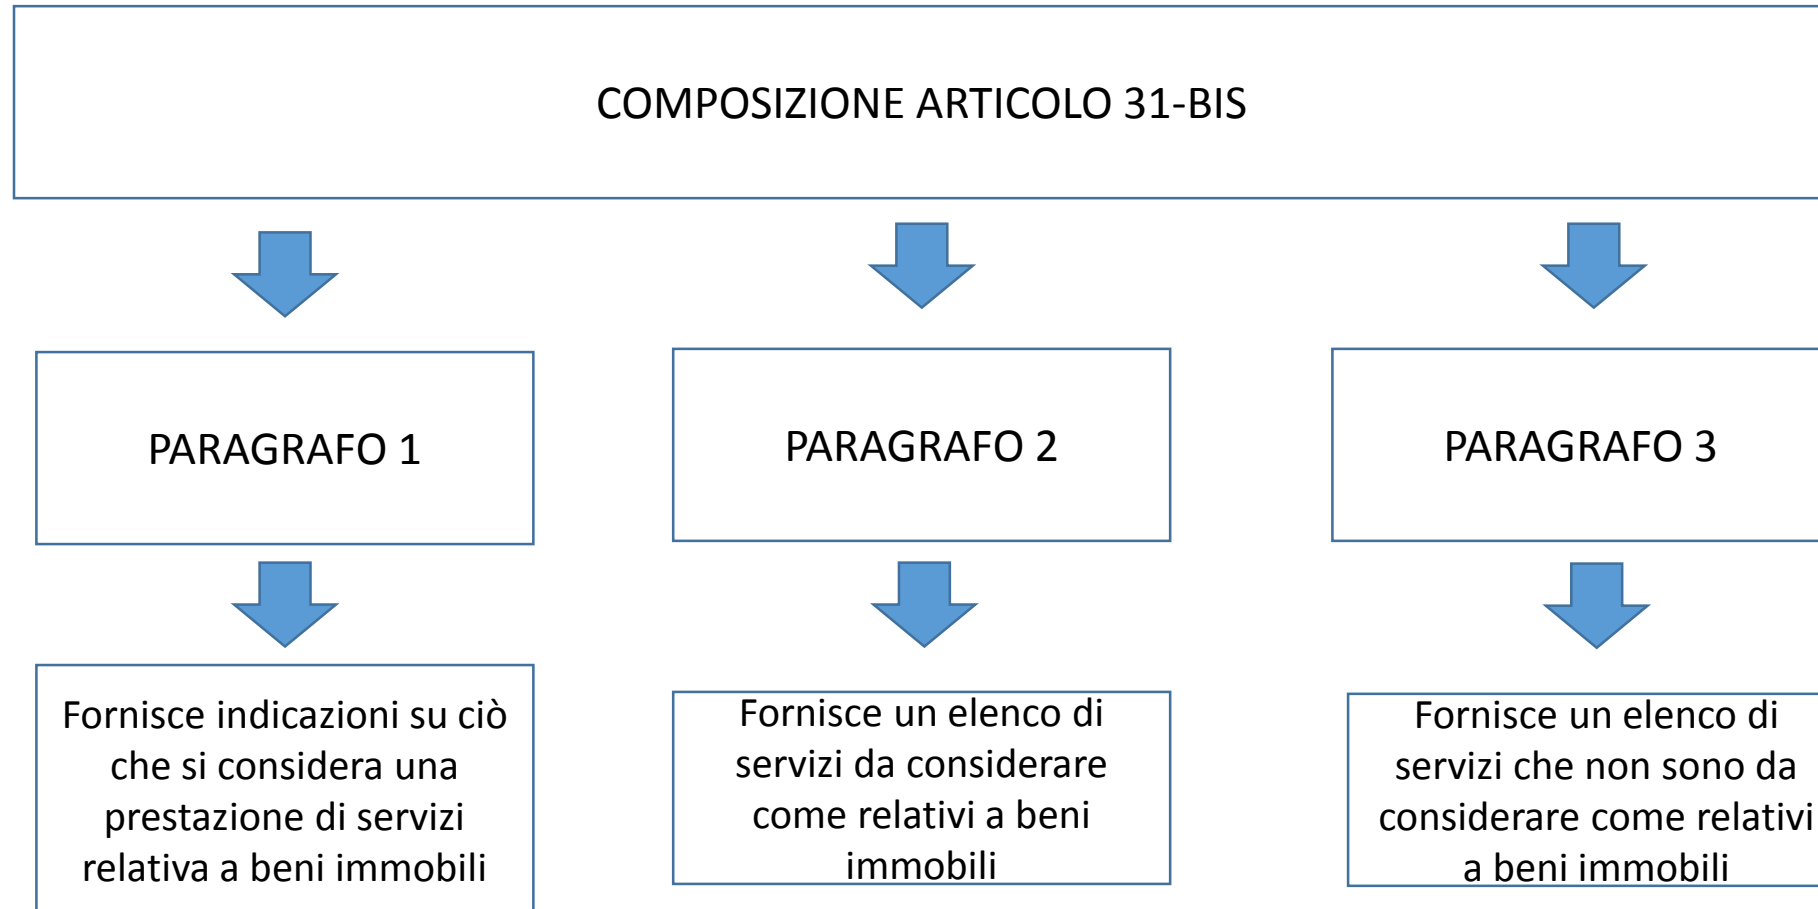 COMPOSIZIONE ARTICOLO 31-BIS
PARAGRAFO 1
PARAGRAFO 2
PARAGRAFO 3
Fornisce indicazioni su ciò
che si considera una
prestazione di servizi
relativa a beni immobili
Fornisce un elenco di
servizi da considerare
come relativi a beni
immobili
Fornisce un elenco di
servizi che non sono da
considerare come relativi
a beni immobili